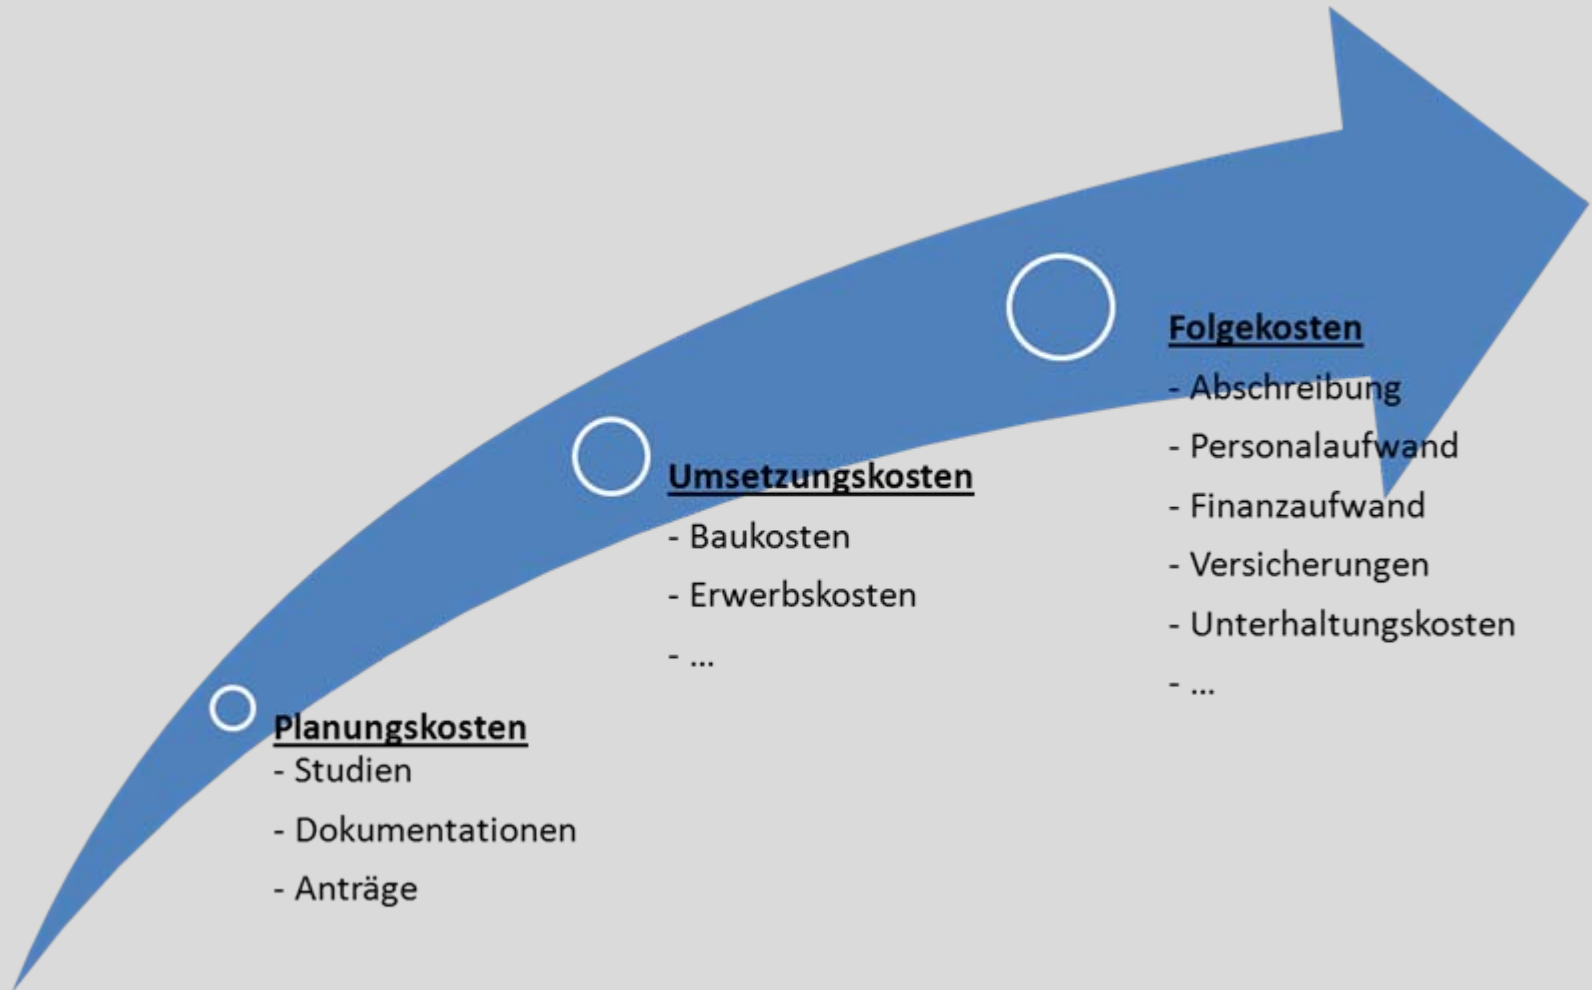 Planungskosten
- Studien
- Dokumentationen
- Anträge
Umsetzungskosten
- Baukosten
- Erwerbskosten
- ...
Folgekosten
- Abschreibung
- Personalaufwand
- Finanzaufwand
- Versicherungen
- Unterhaltungskosten
- ...